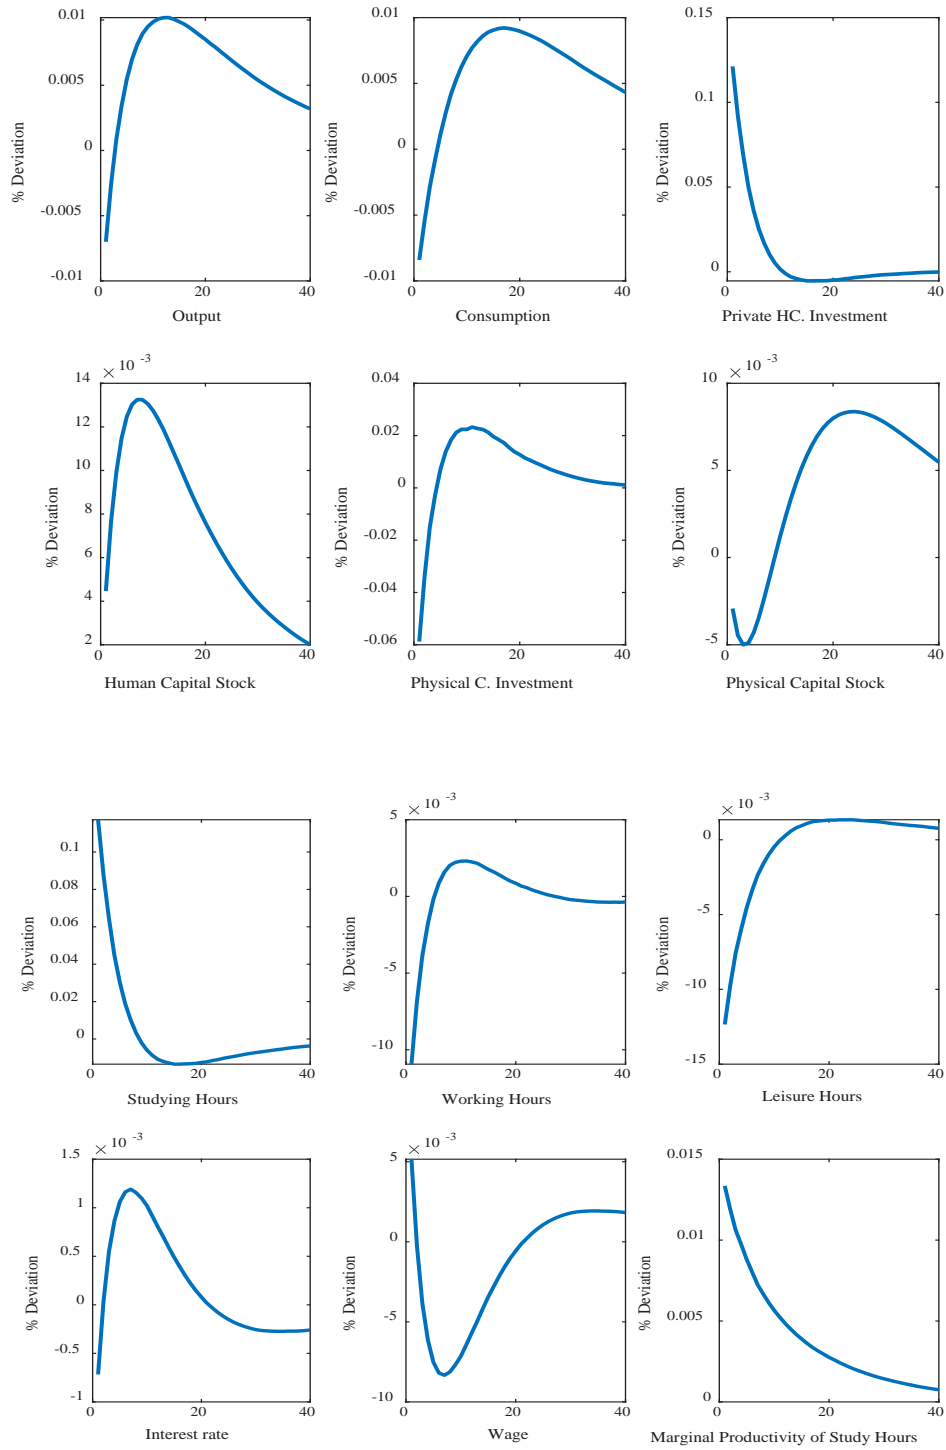 0.01 0.005 0 -0.005 -0.01
% Deviation
0 20 40
Output
0.01 0.005 0 -0.005 -0.01
% Deviation
0 20 40
Consumption
0.15 0.1 0.05 0
% Deviation
0 20 40
Private HC. Investment
× 10 -3
14 12 10 8 6 4 2
% Deviation
0 20 40
Human Capital Stock
0.04 0.02 0 -0.02 -0.04 -0.06
% Deviation
0 20 40
Physical C. Investment
× 10 -3
10 5 0 -5
% Deviation
0 20 40
Physical Capital Stock
0.1 0.08 0.06 0.04 0.02 0
% Deviation
0 20 40
Studying Hours
× 10 -3
5 0 -5 -10
% Deviation
0 20 40
Working Hours
× 10 -3
0 -5 -10 -15
% Deviation
0 20 40
Leisure Hours
× 10 -3
1.5 1 0.5 0 -0.5 -1
% Deviation
0 20 40
Interest rate
× 10 -3
5 0 -5 -10
% Deviation
0 20 40
Wage
0.015 0.01 0.005 0
% Deviation
0 20 40
Marginal Productivity of Study Hours